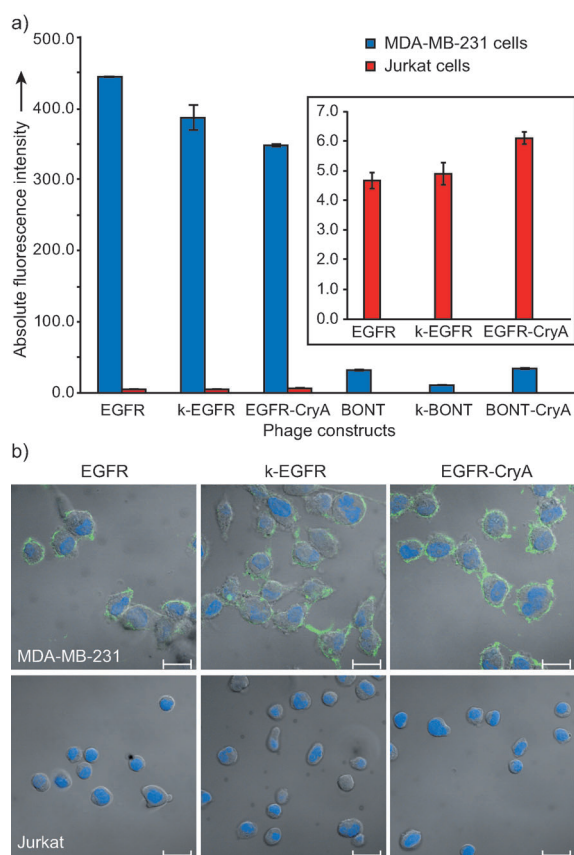 a)
500.0
400.0
300.0
200.0
100.0
0.0
Absolute fluorescence intensity
MDA-MB-231 cells
Jurkat cells
7.0
6.0
5.0
4.0
3.0
2.0
1.0
0.0
EGFR k-EGFR EGFR-CryA
EGFR k-EGFR EGFR-CryA BONT k-BONT BONT-CryA
Phage constructs
b)
EGFR k-EGFR EGFR-CryA
MDA-MB-231
Jurkat